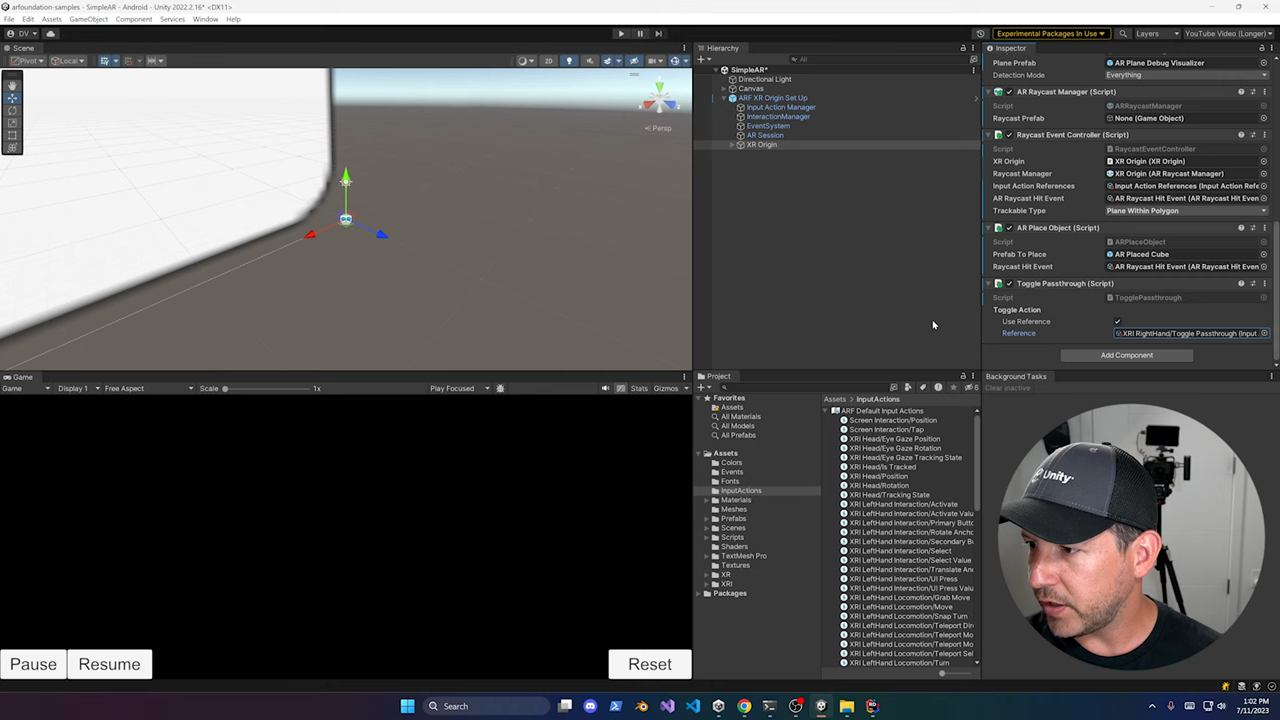 arfoundation-samples - SimpleAR - Android - Unity 2022.2.16* <DX11>
File Edit Assets GameObject Component Services Window Help
DV Experimental Packages In Use Layers YouTube Video (Longer)
Scene
Pivot Local 2D
Persp
Hierarchy
All
SimpleAR*
Directional Light
Canvas
ARF XR Origin Set Up
Input Action Manager
InteractionManager
EventSystem
AR Session
XR Origin
Inspector
Plane Prefab AR Plane Debug Visualizer
Detection Mode Everything
AR Raycast Manager (Script)
Script ARRaycastManager
Raycast Prefab None (Game Object)
Raycast Event Controller (Script)
Script RaycastEventController
XR Origin XR Origin (XR Origin)
Raycast Manager XR Origin (AR Raycast Manager)
Input Action References Input Action References (Input Action Refe
AR Raycast Hit Event AR Raycast Hit Event (AR Raycast Hit Even
Trackable Type Plane Within Polygon
AR Place Object (Script)
Script ARPlaceObject
Prefab To Place AR Placed Cube
Raycast Hit Event AR Raycast Hit Event (AR Raycast Hit Even
Toggle Passthrough (Script)
Script TogglePassthrough
Toggle Action
Use Reference
Reference XRI RightHand/Toggle Passthrough (Input
Add Component
Game
Game Display 1 Free Aspect Scale 1x Play Focused Stats Gizmos
Pause Resume Reset
Project
6
Favorites
Assets
All Materials
All Models
All Prefabs
Assets
Colors
Events
Fonts
InputActions
Materials
Meshes
Prefabs
Scenes
Scripts
Shaders
TextMesh Pro
Textures
XR
XRI
Packages
Assets > InputActions
ARF Default Input Actions
Screen Interaction/Position
Screen Interaction/Tap
XRI Head/Eye Gaze Position
XRI Head/Eye Gaze Rotation
XRI Head/Eye Gaze Tracking State
XRI Head/Is Tracked
XRI Head/Position
XRI Head/Rotation
XRI Head/Tracking State
XRI LeftHand Interaction/Activate
XRI LeftHand Interaction/Activate Valu
XRI LeftHand Interaction/Primary Butto
XRI LeftHand Interaction/Rotate Ancho
XRI LeftHand Interaction/Secondary B
XRI LeftHand Interaction/Select
XRI LeftHand Interaction/Select Value
XRI LeftHand Interaction/Translate An
XRI LeftHand Interaction/UI Press
XRI LeftHand Interaction/UI Press Valu
XRI LeftHand Locomotion/Grab Move
XRI LeftHand Locomotion/Move
XRI LeftHand Locomotion/Snap Turn
XRI LeftHand Locomotion/Teleport Dir
XRI LeftHand Locomotion/Teleport Mo
XRI LeftHand Locomotion/Teleport Mo
XRI LeftHand Locomotion/Teleport Sel
XRI LeftHand Locomotion/Turn
Background Tasks
Clear inactive
Unity
Search
1:02 PM
7/11/2023